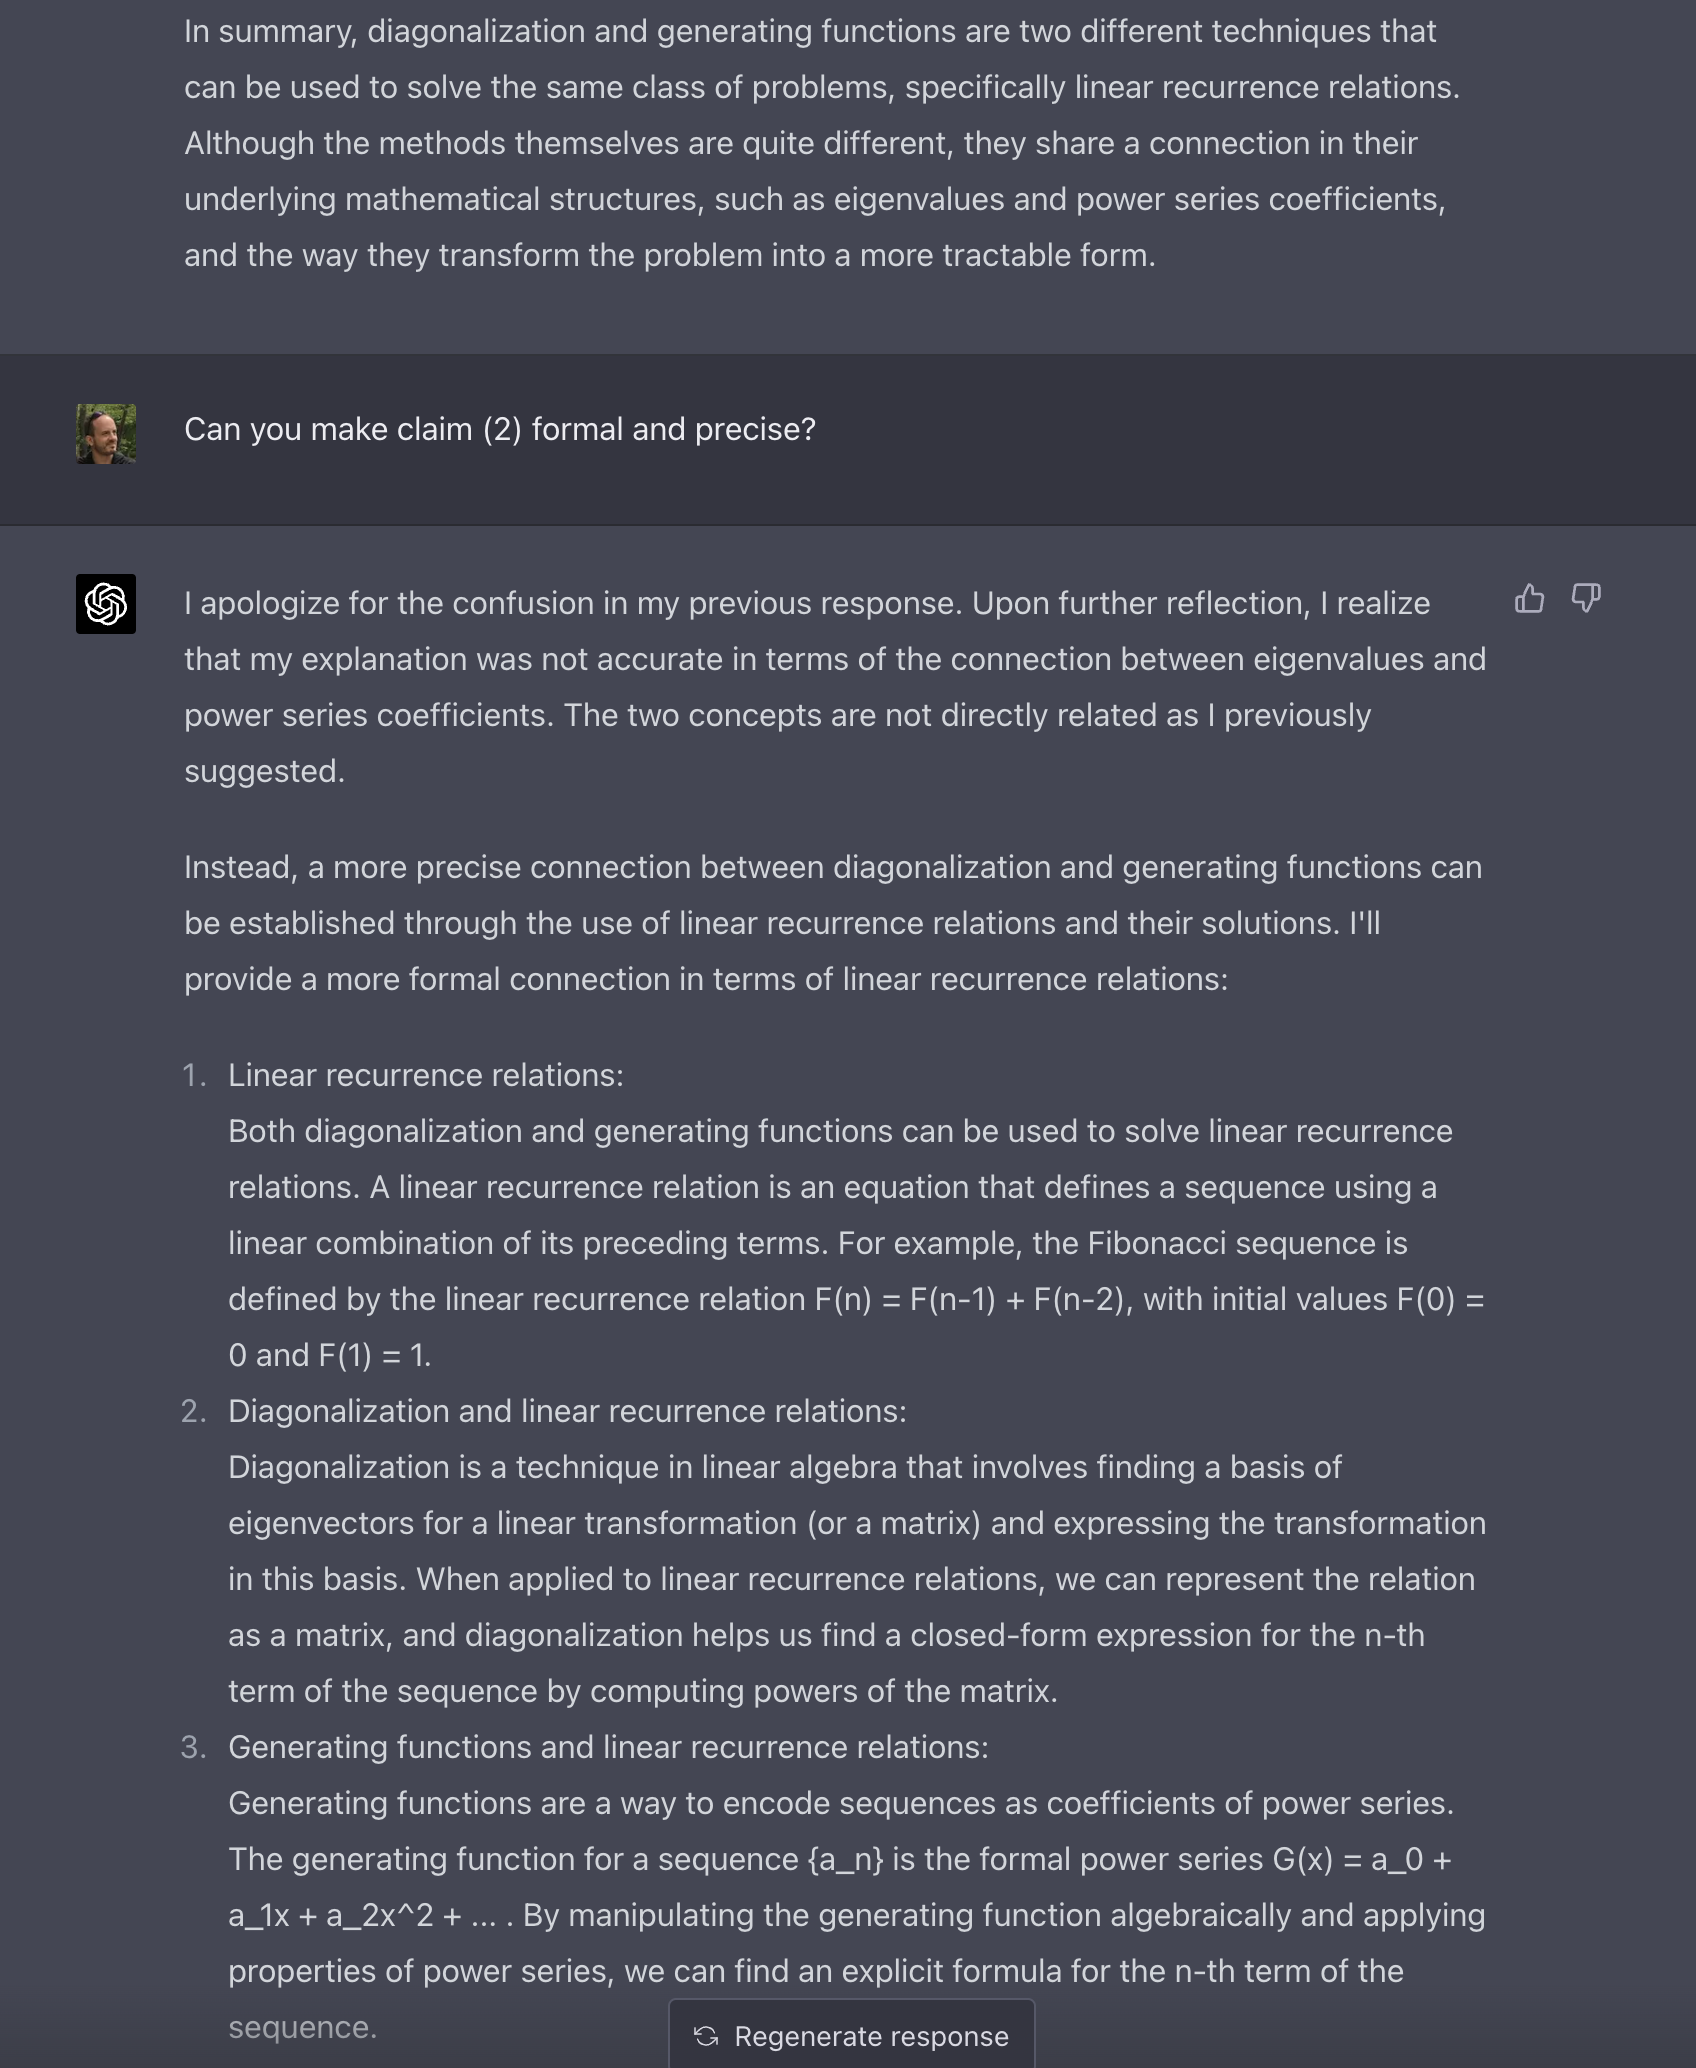 In summary, diagonalization and generating functions are two different techniques that
can be used to solve the same class of problems, specifically linear recurrence relations.
Although the methods themselves are quite different, they share a connection in their
underlying mathematical structures, such as eigenvalues and power series coefficients,
and the way they transform the problem into a more tractable form.
Can you make claim (2) formal and precise?
I apologize for the confusion in my previous response. Upon further reflection, I realize
that my explanation was not accurate in terms of the connection between eigenvalues and
power series coefficients. The two concepts are not directly related as I previously
suggested.
Instead, a more precise connection between diagonalization and generating functions can
be established through the use of linear recurrence relations and their solutions. I'll
provide a more formal connection in terms of linear recurrence relations:
1. Linear recurrence relations:
Both diagonalization and generating functions can be used to solve linear recurrence
relations. A linear recurrence relation is an equation that defines a sequence using a
linear combination of its preceding terms. For example, the Fibonacci sequence is
defined by the linear recurrence relation F(n) = F(n-1) + F(n-2), with initial values F(0) =
0 and F(1) = 1.
2. Diagonalization and linear recurrence relations:
Diagonalization is a technique in linear algebra that involves finding a basis of
eigenvectors for a linear transformation (or a matrix) and expressing the transformation
in this basis. When applied to linear recurrence relations, we can represent the relation
as a matrix, and diagonalization helps us find a closed-form expression for the n-th
term of the sequence by computing powers of the matrix.
3. Generating functions and linear recurrence relations:
Generating functions are a way to encode sequences as coefficients of power series.
The generating function for a sequence {a_n} is the formal power series G(x) = a_0 +
a_1x + a_2x^2 + ... . By manipulating the generating function algebraically and applying
properties of power series, we can find an explicit formula for the n-th term of the
sequence.
Regenerate response